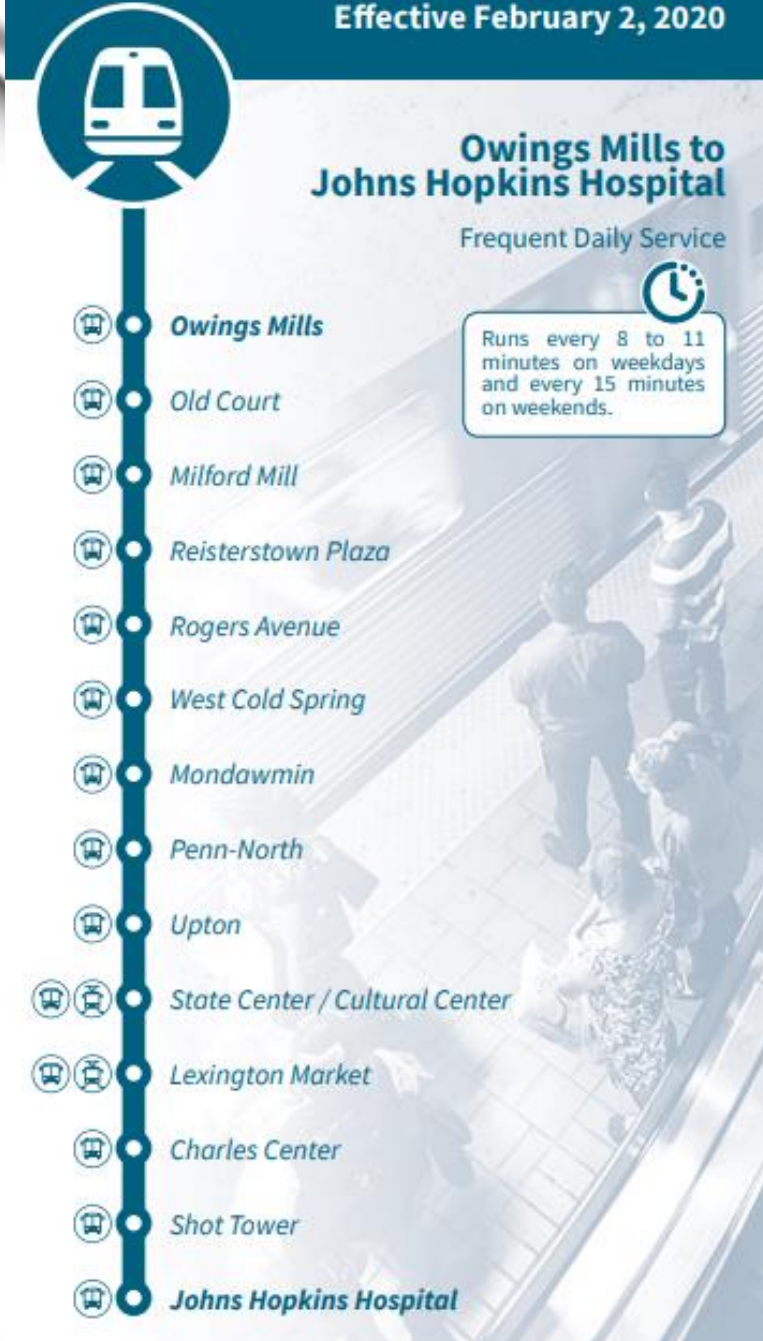 Effective February 2, 2020
Owings Mills to
Johns Hopkins Hospital
Frequent Daily Service
Runs every 8 to 11
minutes on weekdays
and every 15 minutes
on weekends.
Owings Mills
Old Court
Milford Mill
Reisterstown Plaza
Rogers Avenue
West Cold Spring
Mondawmin
Penn-North
Upton
State Center / Cultural Center
Lexington Market
Charles Center
Shot Tower
Johns Hopkins Hospital